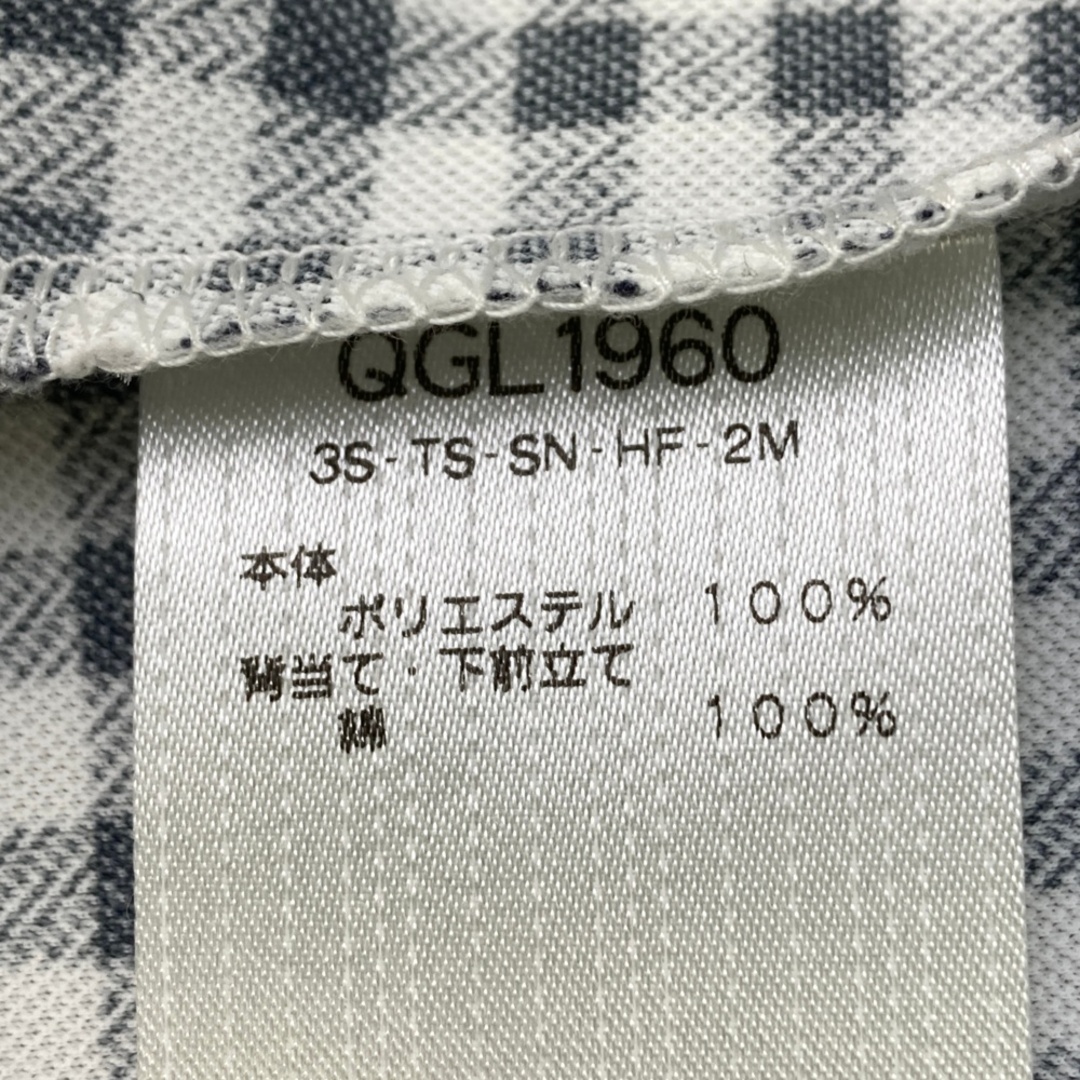 QGL1960
3S-TS-SN-HF-2M
本体
ポリエステル 100%
背当て・下前立て
綿 100%